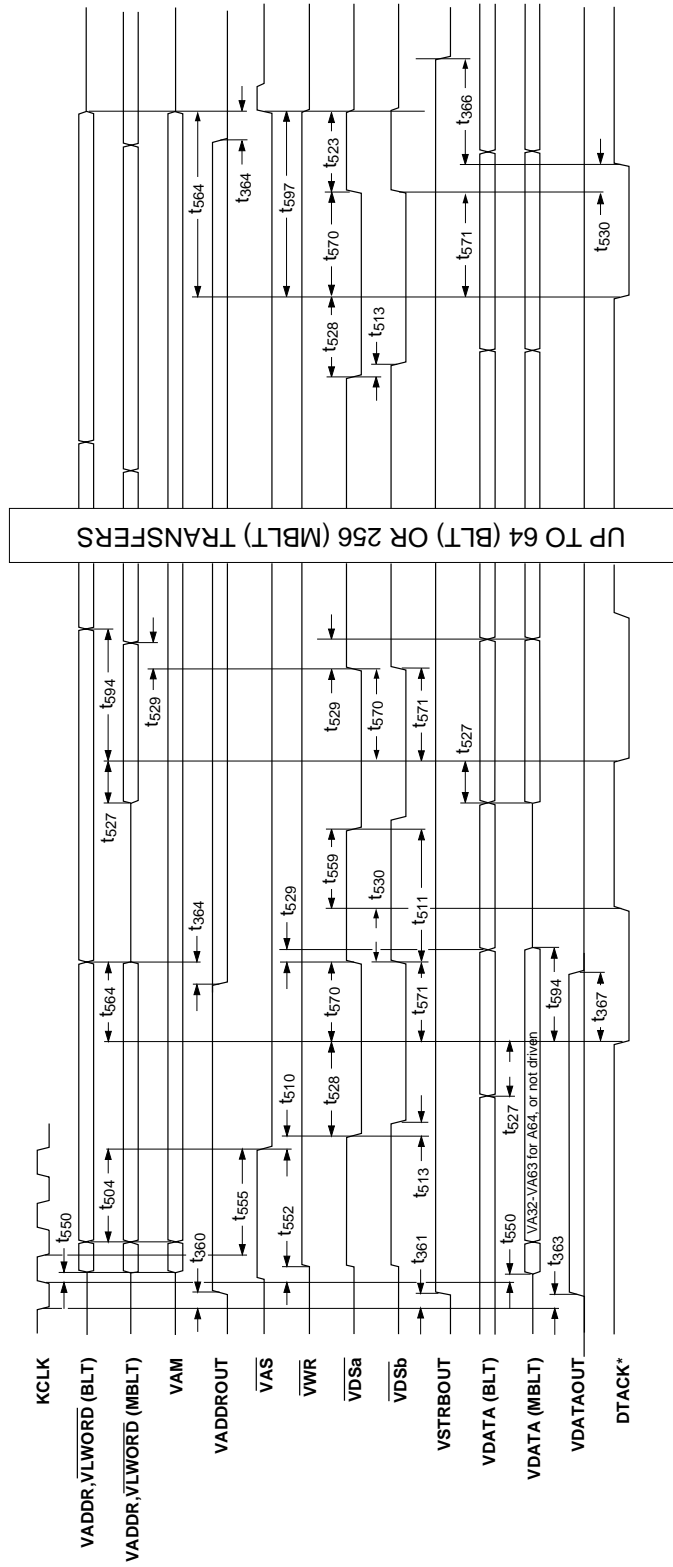 KCLK
t550
VADDR,VLWORD (BLT)
t504
t564
t527
t594
VADDR,VLWORD (MBLT)
t529
VAM
t564
VADDROUT
t360
t555
t364
t364
VAS
t552
t510
t529
t597
VWR
VDSa
t528
t570
t559
t529
t528
t570
t523
VDSb
t530
t570
t513
t361
t513
t571
t511
t571
VSTRBOUT
VDATA (BLT)
t527
t571
t366
t527
VDATA (MBLT)
t550
VA32-VA63 for A64, or not driven
VDATAOUT
t363
t594
t367
DTACK*
t530
UP TO 64 (BLT) OR 256 (MBLT) TRANSFERS